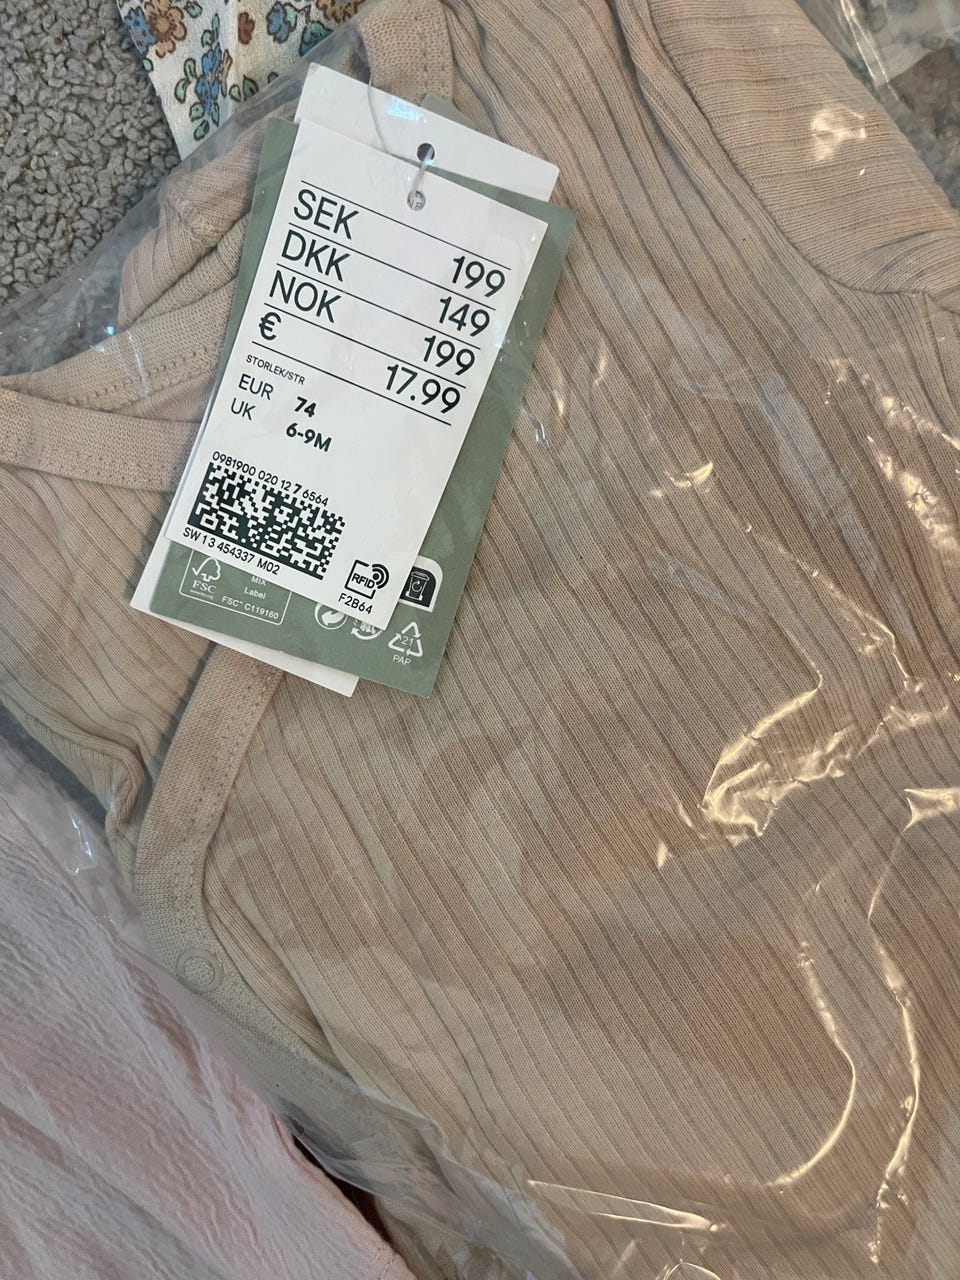 SEK 199
DKK 149
NOK 199
€ 17.99
STORLEK/STR
EUR 74
UK 6-9M
0981900 020 12 7 6564
SW 13 454337 M02
RFID
F2B64
FSC
MIX
Label
FSC™ C119160
21
PAP